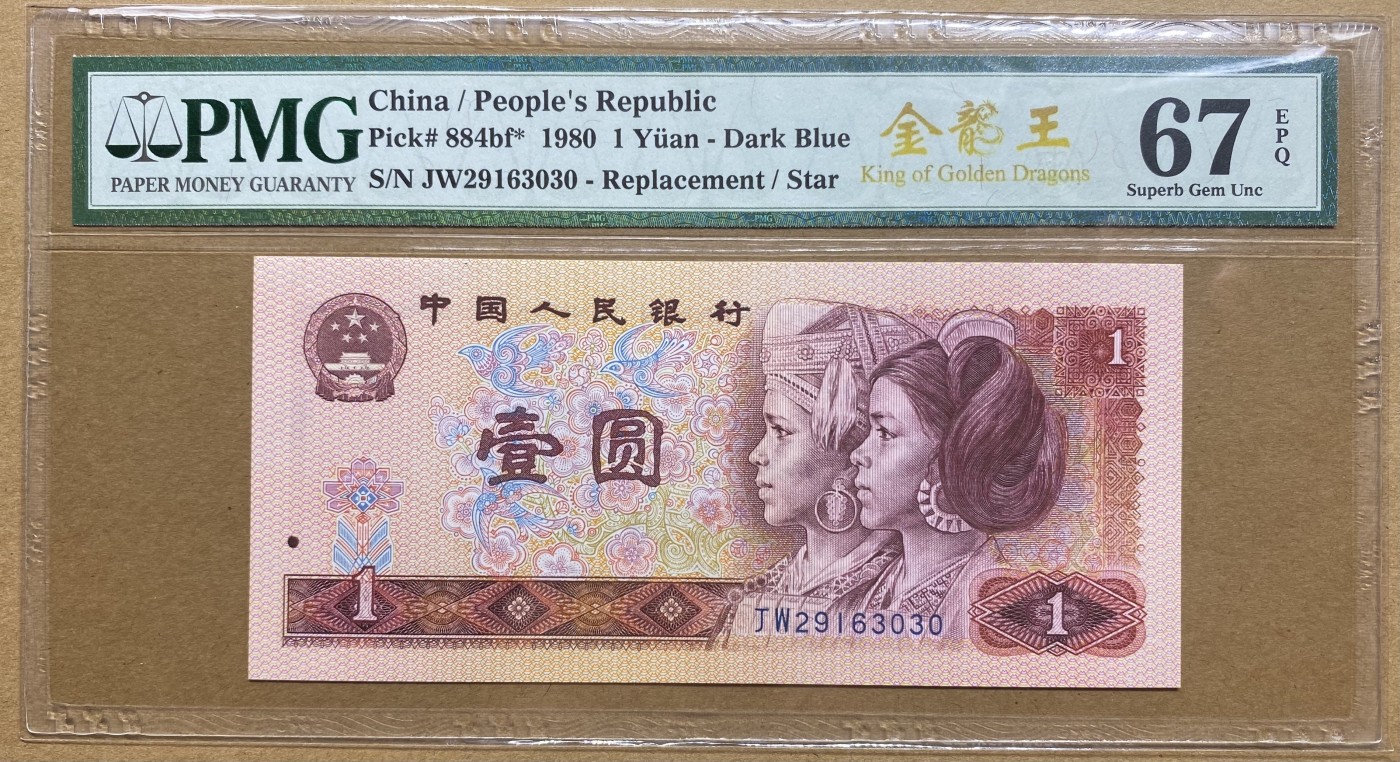 PMG
PAPER MONEY GUARANTY
China / People's Republic
Pick# 884bf* 1980 1 Yüan - Dark Blue
S/N JW29163030 - Replacement / Star
金龍王
King of Golden Dragons
67
EPQ
Superb Gem Unc
中国人民银行
1
壹圆
1
JW29163030
1